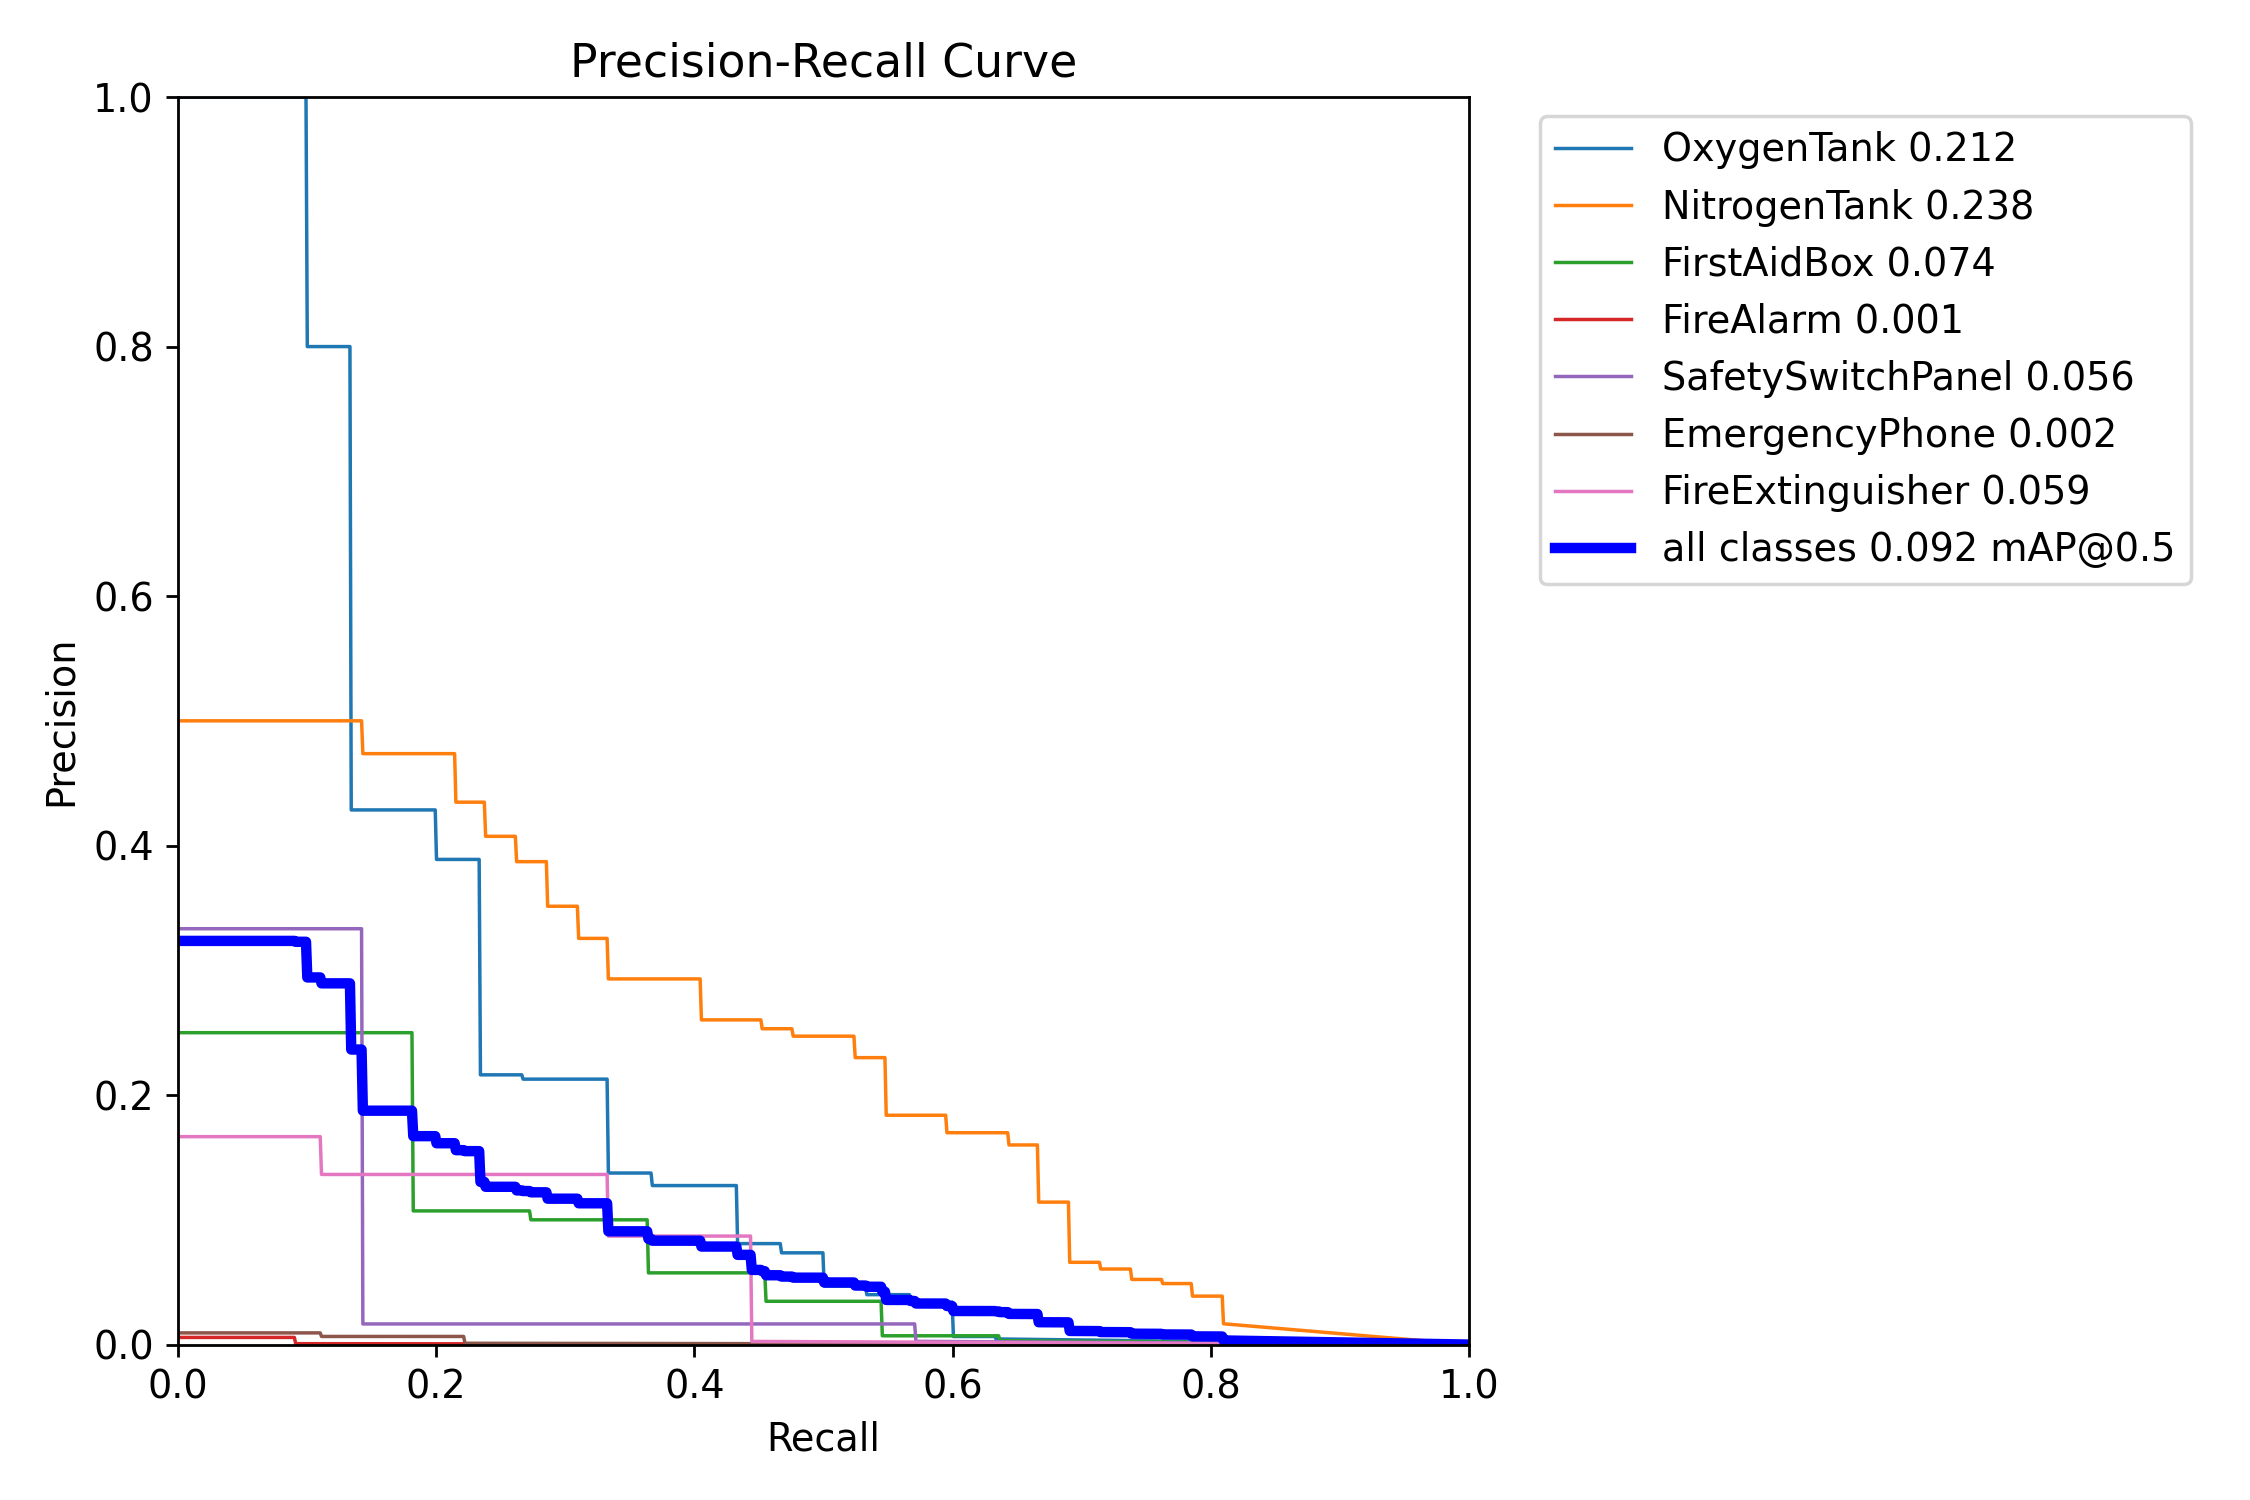 Precision-Recall Curve
1.0
0.8
0.6
0.4
0.2
0.0
Precision
0.0 0.2 0.4 0.6 0.8 1.0
Recall
OxygenTank 0.212
NitrogenTank 0.238
FirstAidBox 0.074
FireAlarm 0.001
SafetySwitchPanel 0.056
EmergencyPhone 0.002
FireExtinguisher 0.059
all classes 0.092 mAP@0.5